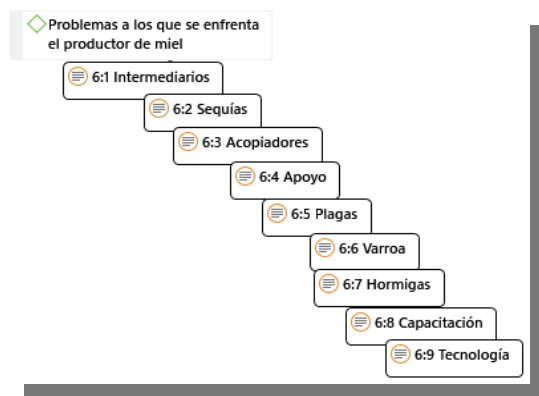 Problemas a los que se enfrenta
el productor de miel
6:1 Intermediarios
6:2 Sequías
6:3 Acopiadores
6:4 Apoyo
6:5 Plagas
6:6 Varroa
6:7 Hormigas
6:8 Capacitación
6:9 Tecnología